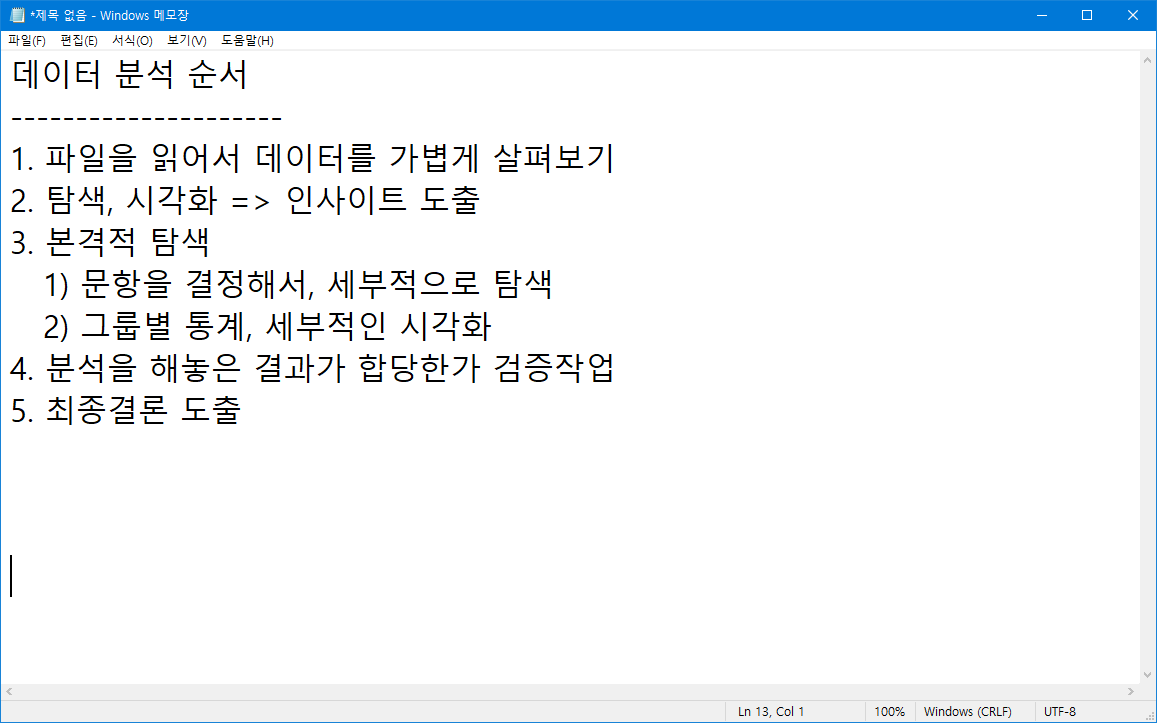 *제목 없음 - Windows 메모장
파일(F) 편집(E) 서식(O) 보기(V) 도움말(H)
데이터 분석 순서
---------------------
1. 파일을 읽어서 데이터를 가볍게 살펴보기
2. 탐색, 시각화 => 인사이트 도출
3. 본격적 탐색
1) 문항을 결정해서, 세부적으로 탐색
2) 그룹별 통계, 세부적인 시각화
4. 분석을 해놓은 결과가 합당한가 검증작업
5. 최종결론 도출
Ln 13, Col 1 100% Windows (CRLF) UTF-8